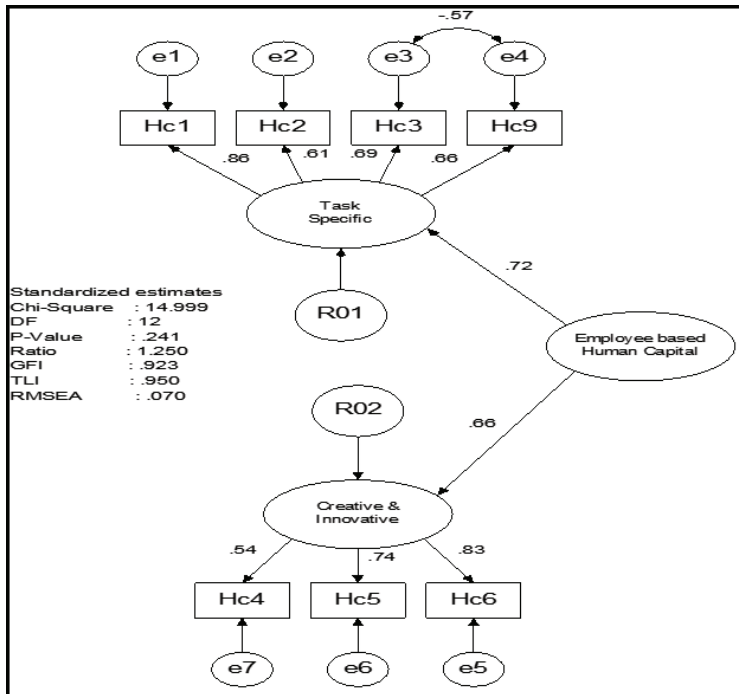 -.57
e1
e2
e3
e4
Hc1
Hc2
Hc3
Hc9
.86
.61
.69
.66
Task
Specific
.72
Standardized estimates
Chi-Square : 14.999
DF : 12
P-Value : .241
Ratio : 1.250
GFI : .923
TLI : .950
RMSEA : .070
R01
Employee based
Human Capital
R02
.66
Creative &
Innovative
.54
.74
.83
Hc4
Hc5
Hc6
e7
e6
e5